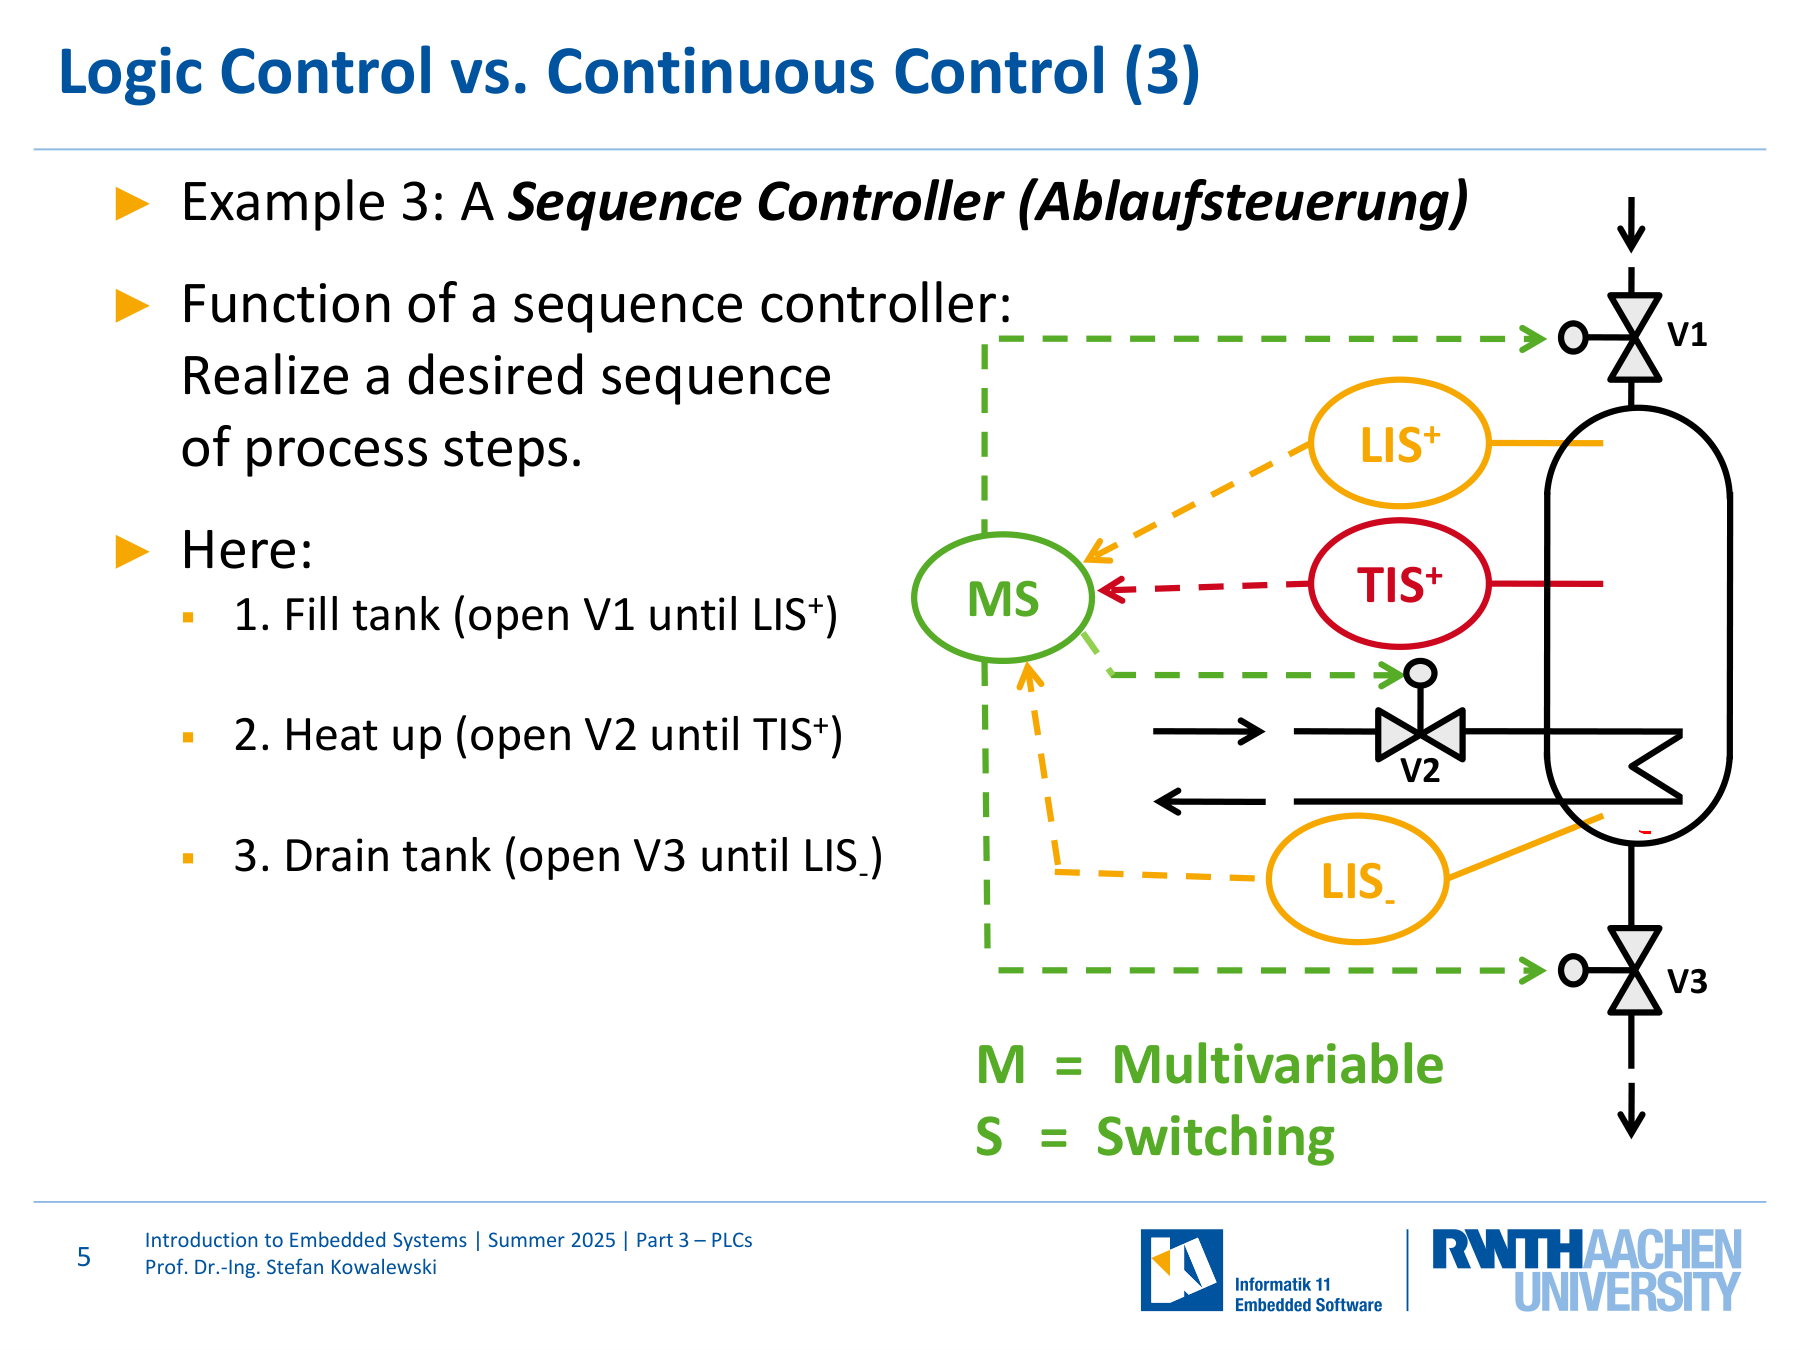 Logic Control vs. Continuous Control (3)
► Example 3: A Sequence Controller (Ablaufsteuerung)
► Function of a sequence controller:
Realize a desired sequence
of process steps.
► Here:
▪ 1. Fill tank (open V1 until LIS⁺)
▪ 2. Heat up (open V2 until TIS⁺)
▪ 3. Drain tank (open V3 until LIS₋)
V1
LIS⁺
TIS⁺
MS
V2
LIS₋
V3
M = Multivariable
S = Switching
5
Introduction to Embedded Systems | Summer 2025 | Part 3 – PLCs
Prof. Dr.-Ing. Stefan Kowalewski
Informatik 11
Embedded Software
RWTHAACHEN
UNIVERSITY